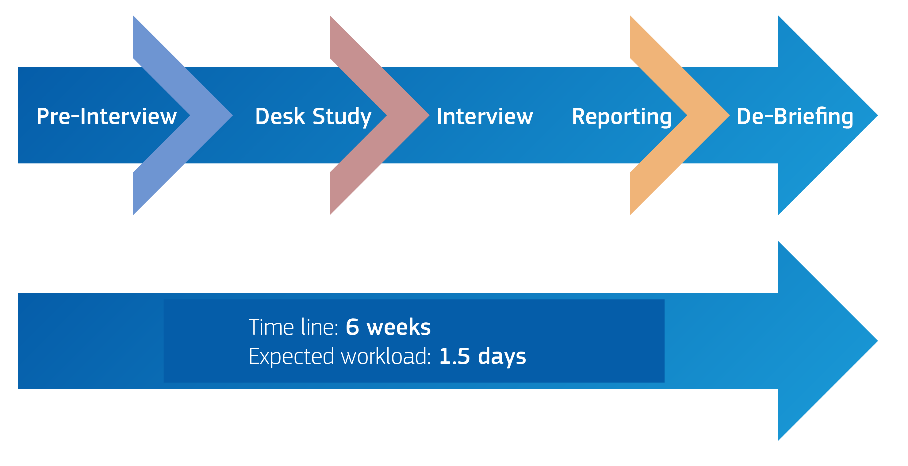 Pre-Interview Desk Study Interview Reporting De-Briefing
Time line: 6 weeks
Expected workload: 1.5 days